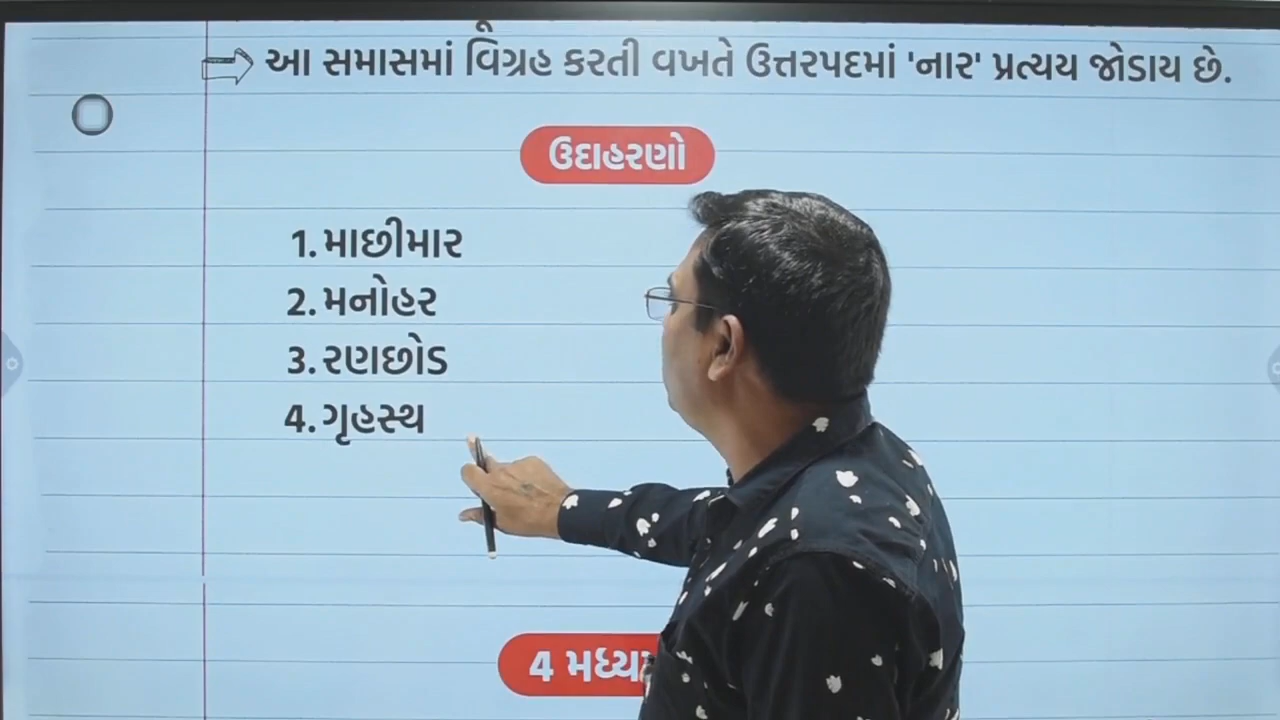 આ સમાસમાં વિગ્રહ કરતી વખતે ઉત્તરપદમાં 'નાર' પ્રત્યય જોડાય છે.
ઉદાહરણો
1. માછીમાર
2. મનોહર
3. રણછોડ
4. ગૃહસ્થ
4